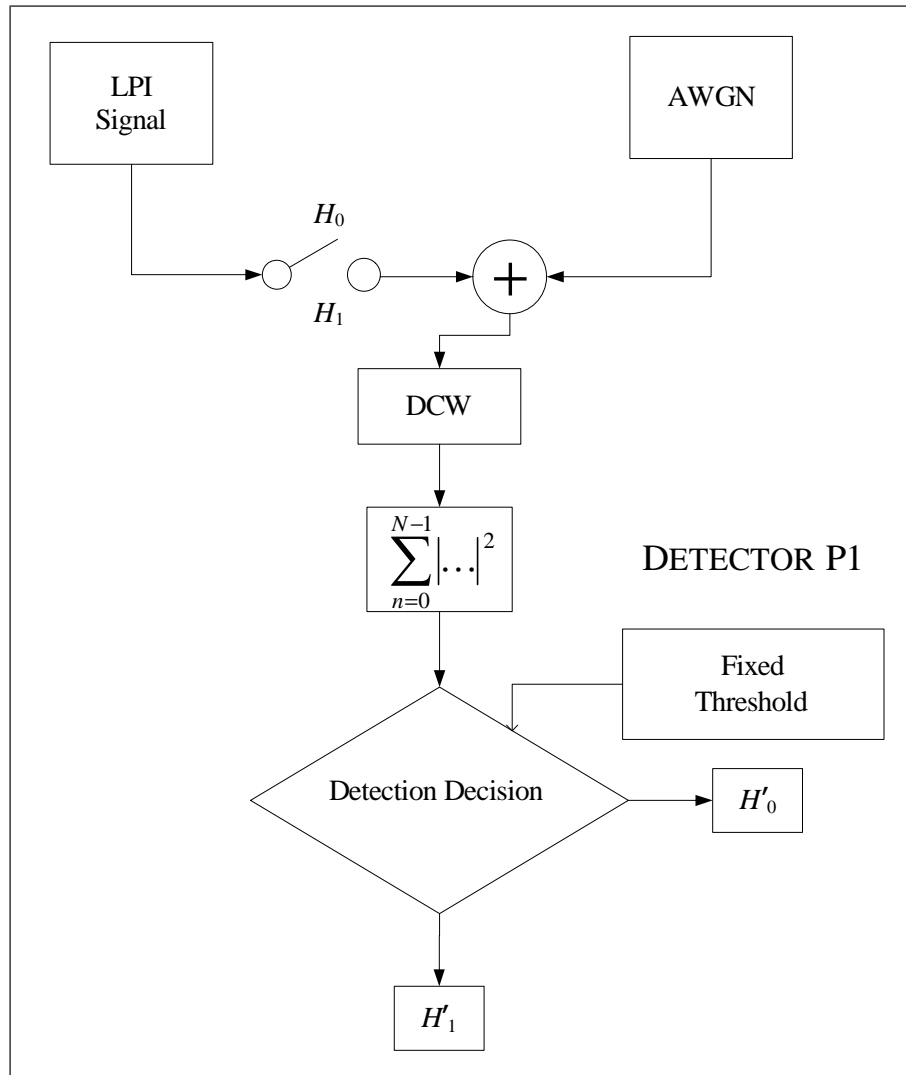 LPI
Signal
AWGN
H₀
H₁
+
DCW
N−1
∑|…|²
n=0
DETECTOR P1
Fixed
Threshold
Detection Decision
H′₀
H′₁